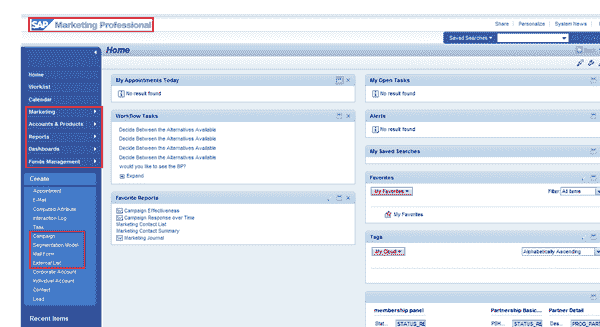 SAP Marketing Professional
Share Personalize System News
Saved Searches
Home
Home
Worklist
Calendar
Marketing
Accounts & Products
Reports
Dashboards
Funds Management
Create
Appointment
E-Mail
Computed Attribute
Interaction Log
Task
Campaign
Segmentation Model
Mail Form
External List
Corporate Account
Individual Account
Contact
Lead
Recent Items
My Appointments Today
No result found
Workflow Tasks
Decide Between the Alternatives Available
Decide Between the Alternatives Available
Decide Between the Alternatives Available
Decide Between the Alternatives Available
would you like to see the BP?
Expand
Favorite Reports
Campaign Effectiveness
Campaign Response over Time
Marketing Contact List
Marketing Contact Summary
Marketing Journal
My Open Tasks
No result found
Alerts
No result found
My Saved Searches
Favorites
My Favorites
Filter All Items
My Favorites
Tags
My Cloud
Alphabetically Ascending
membership panel Partnership Basic... Partner Detail
Stat... STATUS_RE PSH... STATUS_RE Des... PROG_PAR